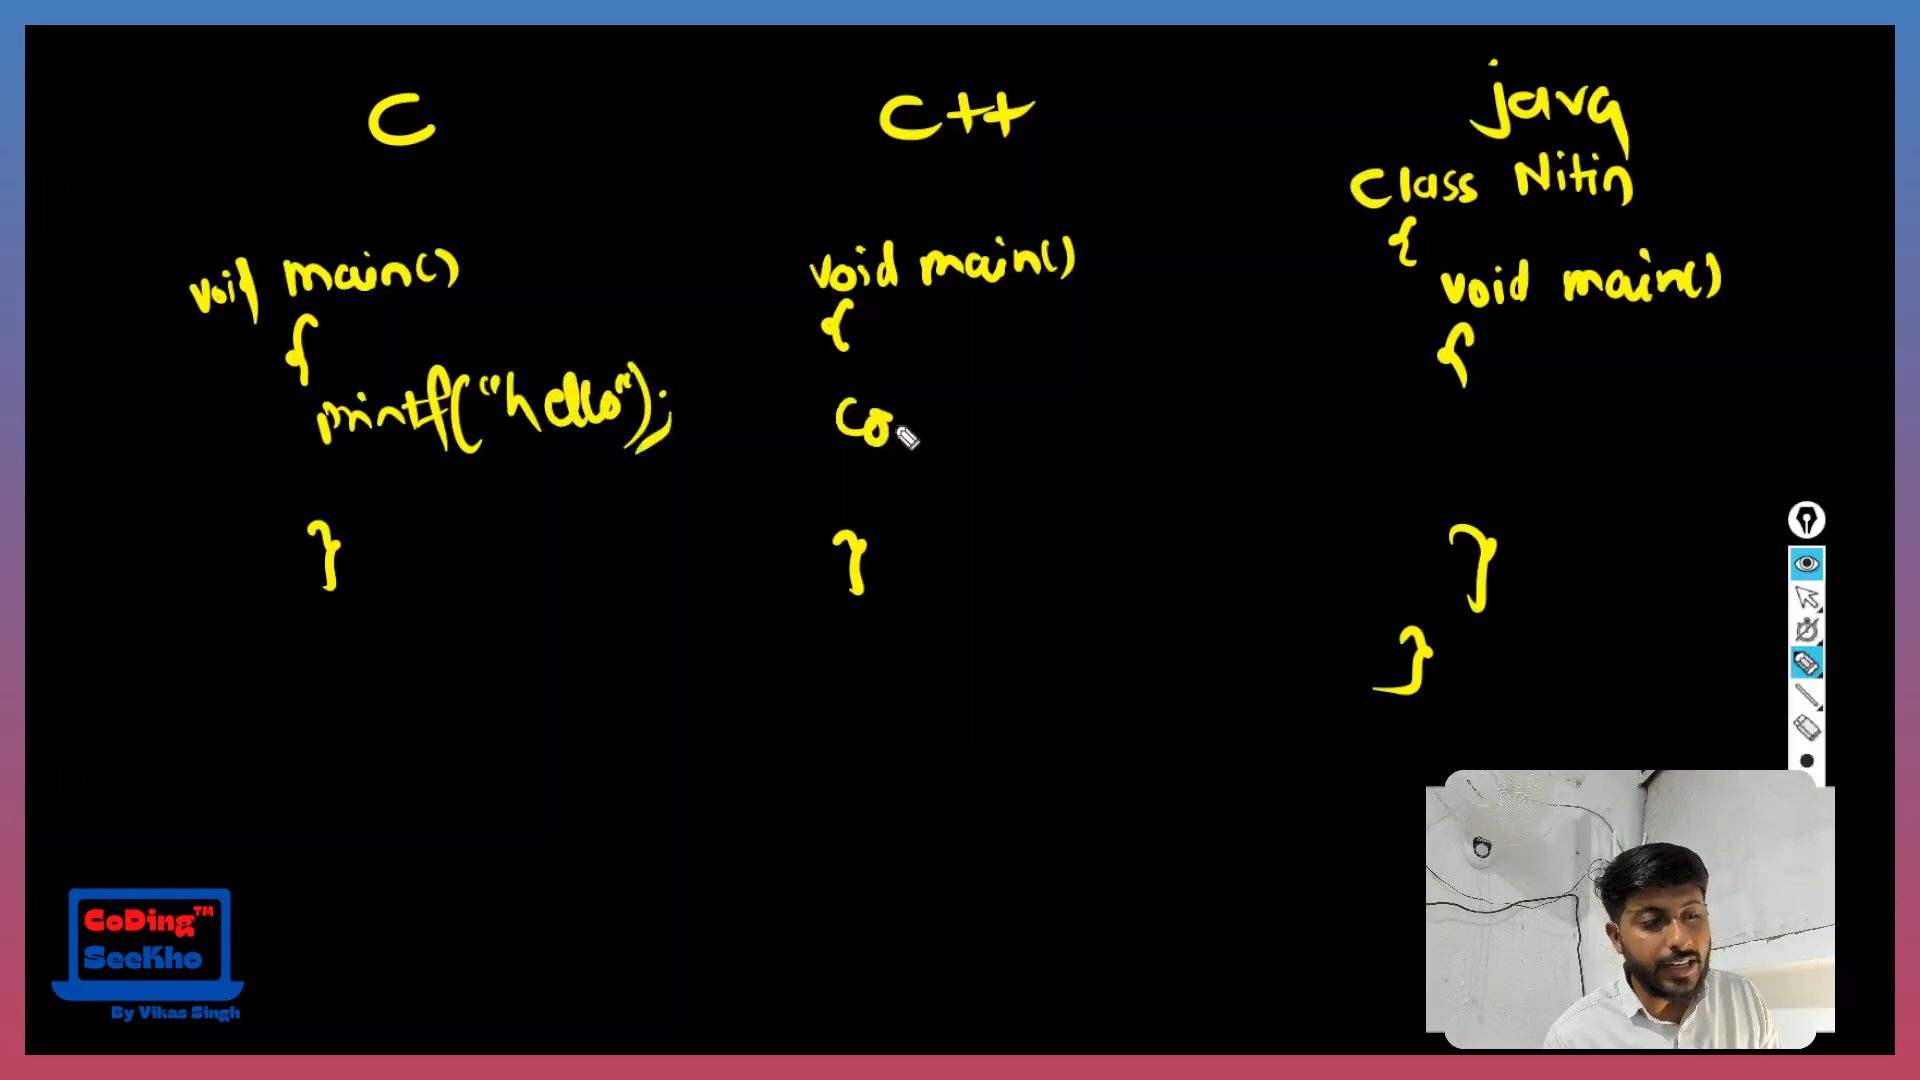 C
void main()
{
printf("hello");
}
C++
void main()
{
co
}
java
Class Nitin
{
void main()
{
}
}
CoDing™
SeeKho
By Vikas Singh